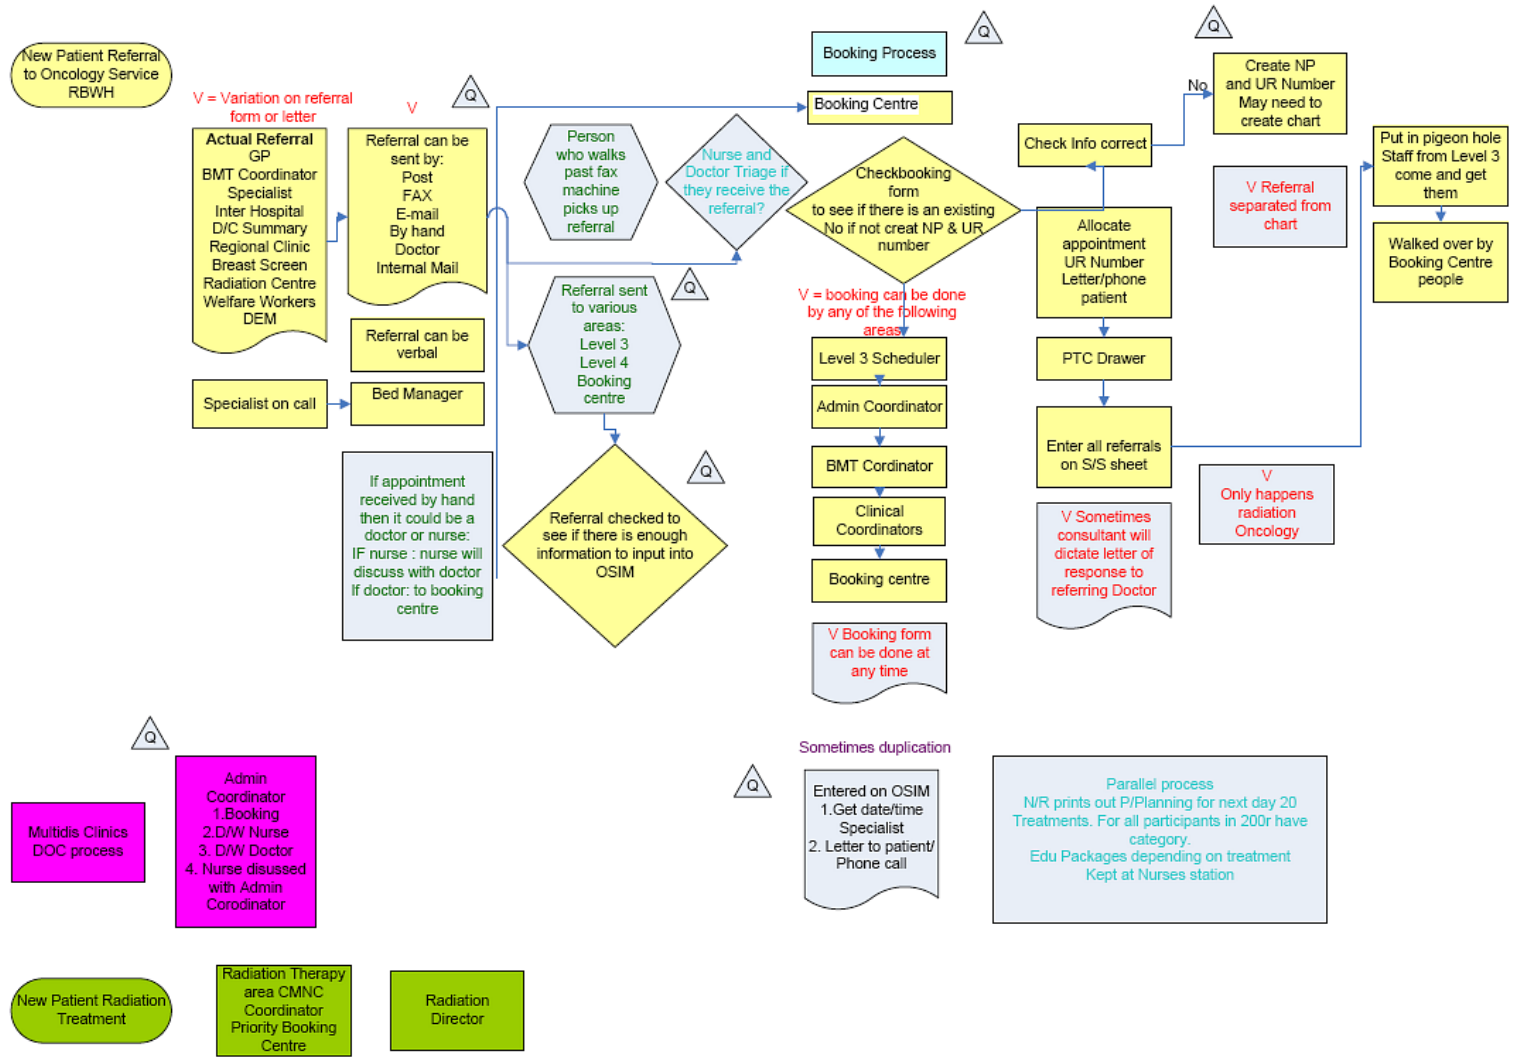 New Patient Referral
to Oncology Service
RBWH
V = Variation on referral
form or letter
Actual Referral
GP
BMT Coordinator
Specialist
Inter Hospital
D/C Summary
Regional Clinic
Breast Screen
Radiation Centre
Welfare Workers
DEM
V
Q
Referral can be
sent by:
Post
FAX
E-mail
By hand
Doctor
Internal Mail
Referral can be
verbal
Specialist on call
Bed Manager
If appointment
received by hand
then it could be a
doctor or nurse:
IF nurse : nurse will
discuss with doctor
If doctor: to booking
centre
Person
who walks
past fax
machine
picks up
referral
Nurse and
Doctor Triage if
they receive the
referral?
Q
Referral sent
to various
areas:
Level 3
Level 4
Booking
centre
Q
Referral checked to
see if there is enough
information to input into
OSIM
Booking Process
Q
Booking Centre
Checkbooking
form
to see if there is an existing
No if not creat NP & UR
number
V = booking can be done
by any of the following
areas
Level 3 Scheduler
Admin Coordinator
BMT Cordinator
Clinical
Coordinators
Booking centre
V Booking form
can be done at
any time
Check Info correct
No
Q
Create NP
and UR Number
May need to
create chart
V Referral
separated from
chart
Allocate
appointment
UR Number
Letter/phone
patient
PTC Drawer
Enter all referrals
on S/S sheet
V Sometimes
consultant will
dictate letter of
response to
referring Doctor
V
Only happens
radiation
Oncology
Put in pigeon hole
Staff from Level 3
come and get
them
Walked over by
Booking Centre
people
Q
Multidis Clinics
DOC process
Admin
Coordinator
1.Booking
2.D/W Nurse
3. D/W Doctor
4. Nurse disussed
with Admin
Corodinator
Sometimes duplication
Q
Entered on OSIM
1.Get date/time
Specialist
2. Letter to patient/
Phone call
Parallel process
N/R prints out P/Planning for next day 20
Treatments. For all participants in 200r have
category.
Edu Packages depending on treatment
Kept at Nurses station
New Patient Radiation
Treatment
Radiation Therapy
area CMNC
Coordinator
Priority Booking
Centre
Radiation
Director